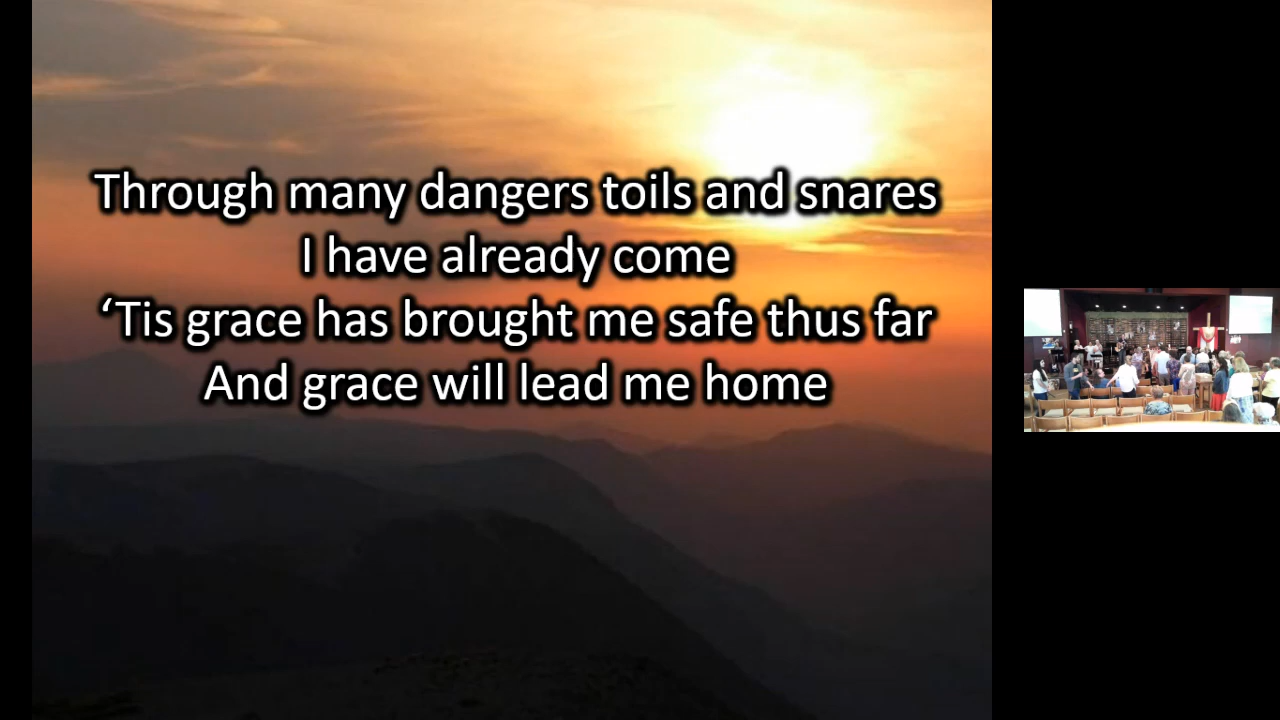 Through many dangers toils and snares
I have already come
‘Tis grace has brought me safe thus far
And grace will lead me home